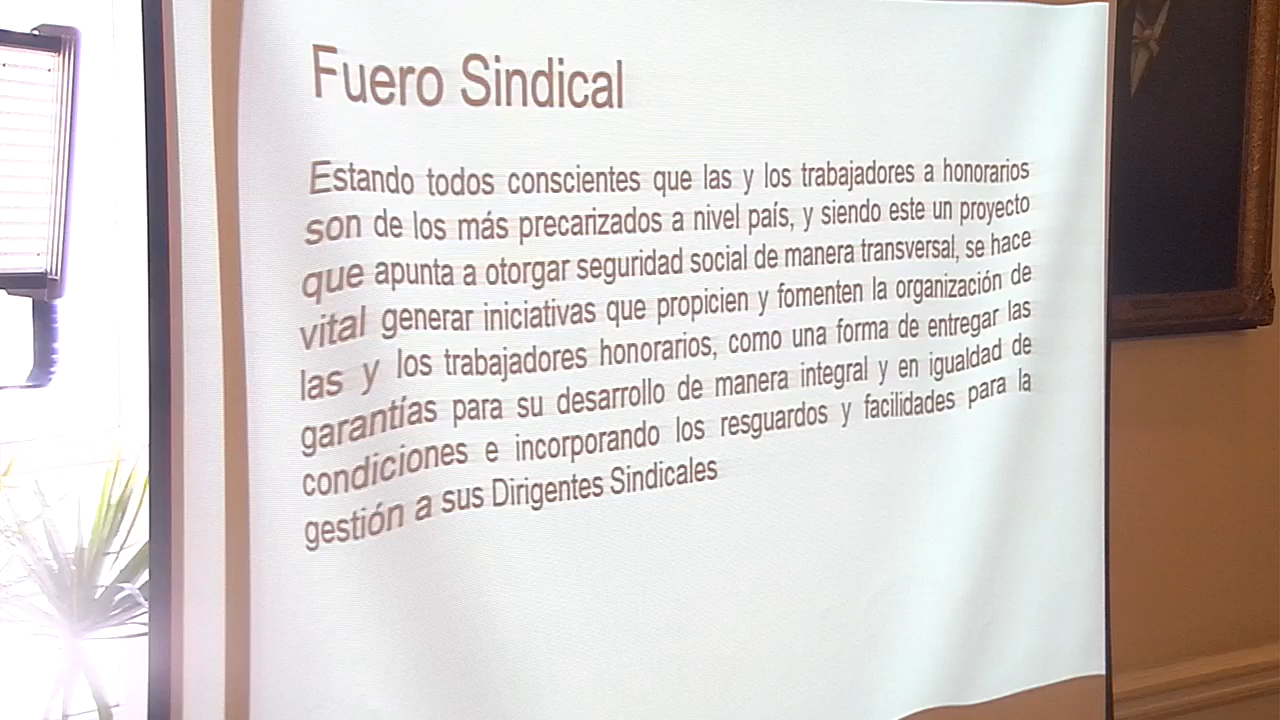 Fuero Sindical
Estando todos conscientes que las y los trabajadores a honorarios
son de los más precarizados a nivel país, y siendo este un proyecto
que apunta a otorgar seguridad social de manera transversal, se hace
vital generar iniciativas que propicien y fomenten la organización de
las y los trabajadores honorarios, como una forma de entregar las
garantías para su desarrollo de manera integral y en igualdad de
condiciones e incorporando los resguardos y facilidades para la
gestión a sus Dirigentes Sindicales